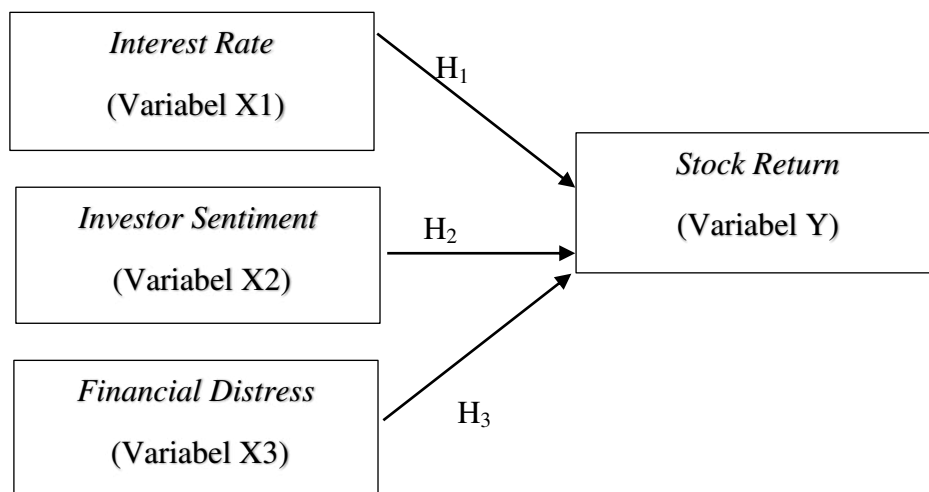 Interest Rate
(Variabel X1)
H₁
Stock Return
(Variabel Y)
Investor Sentiment
(Variabel X2)
H₂
Financial Distress
(Variabel X3)
H₃